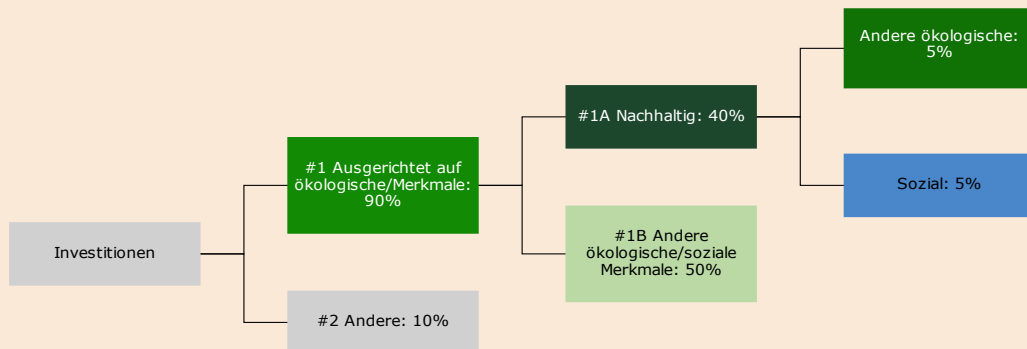 Investitionen
#1 Ausgerichtet auf
ökologische/Merkmale:
90%
#2 Andere: 10%
#1A Nachhaltig: 40%
#1B Andere
ökologische/soziale
Merkmale: 50%
Andere ökologische:
5%
Sozial: 5%